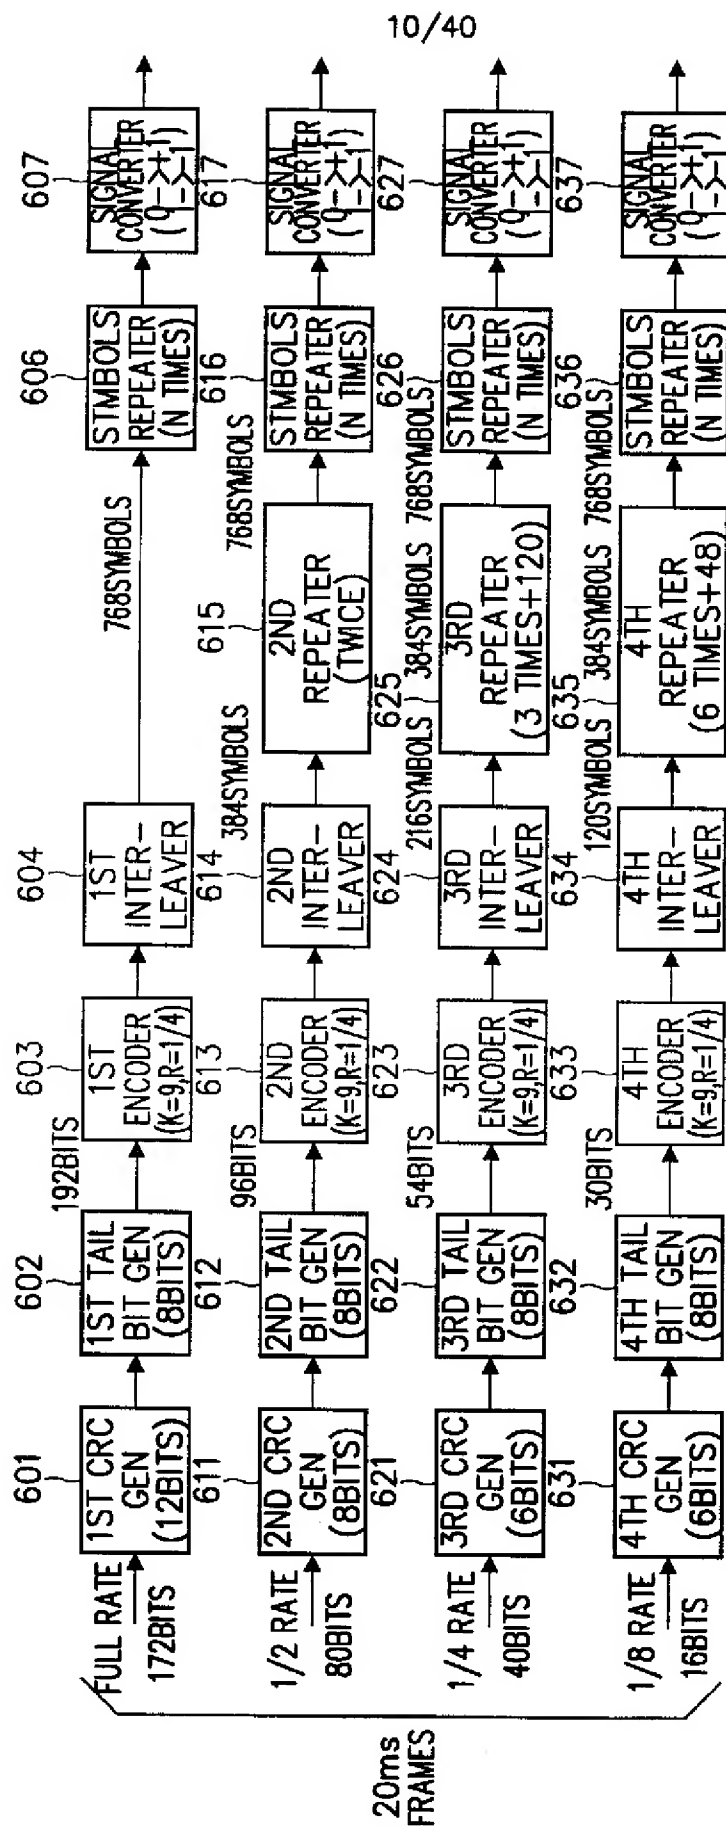 10/40
20ms
FRAMES
FULL RATE
172BITS
601
1ST CRC
GEN
(12BITS)
602
1ST TAIL
BIT GEN
(8BITS)
192BITS
603
1ST
ENCODER
(K=9,R=1/4)
604
1ST
INTER-
LEAVER
768SYMBOLS
606
STMBOLS
REPEATER
(N TIMES)
607
SIGNAL
CONVERTER
(0->+1
1->-1)
1/2 RATE
80BITS
611
2ND CRC
GEN
(8BITS)
612
2ND TAIL
BIT GEN
(8BITS)
96BITS
613
2ND
ENCODER
(K=9,R=1/4)
614
2ND
INTER-
LEAVER
384SYMBOLS
615
2ND
REPEATER
(TWICE)
768SYMBOLS
616
STMBOLS
REPEATER
(N TIMES)
617
SIGNAL
CONVERTER
(0->+1
1->-1)
1/4 RATE
40BITS
621
3RD CRC
GEN
(6BITS)
622
3RD TAIL
BIT GEN
(8BITS)
54BITS
623
3RD
ENCODER
(K=9,R=1/4)
624
3RD
INTER-
LEAVER
216SYMBOLS
625
3RD
REPEATER
(3 TIMES+120)
384SYMBOLS
768SYMBOLS
626
STMBOLS
REPEATER
(N TIMES)
627
SIGNAL
CONVERTER
(0->+1
1->-1)
1/8 RATE
16BITS
631
4TH CRC
GEN
(6BITS)
632
4TH TAIL
BIT GEN
(8BITS)
30BITS
633
4TH
ENCODER
(K=9,R=1/4)
634
4TH
INTER-
LEAVER
120SYMBOLS
635
4TH
REPEATER
(6 TIMES+48)
384SYMBOLS
768SYMBOLS
636
STMBOLS
REPEATER
(N TIMES)
637
SIGNAL
CONVERTER
(0->+1
1->-1)